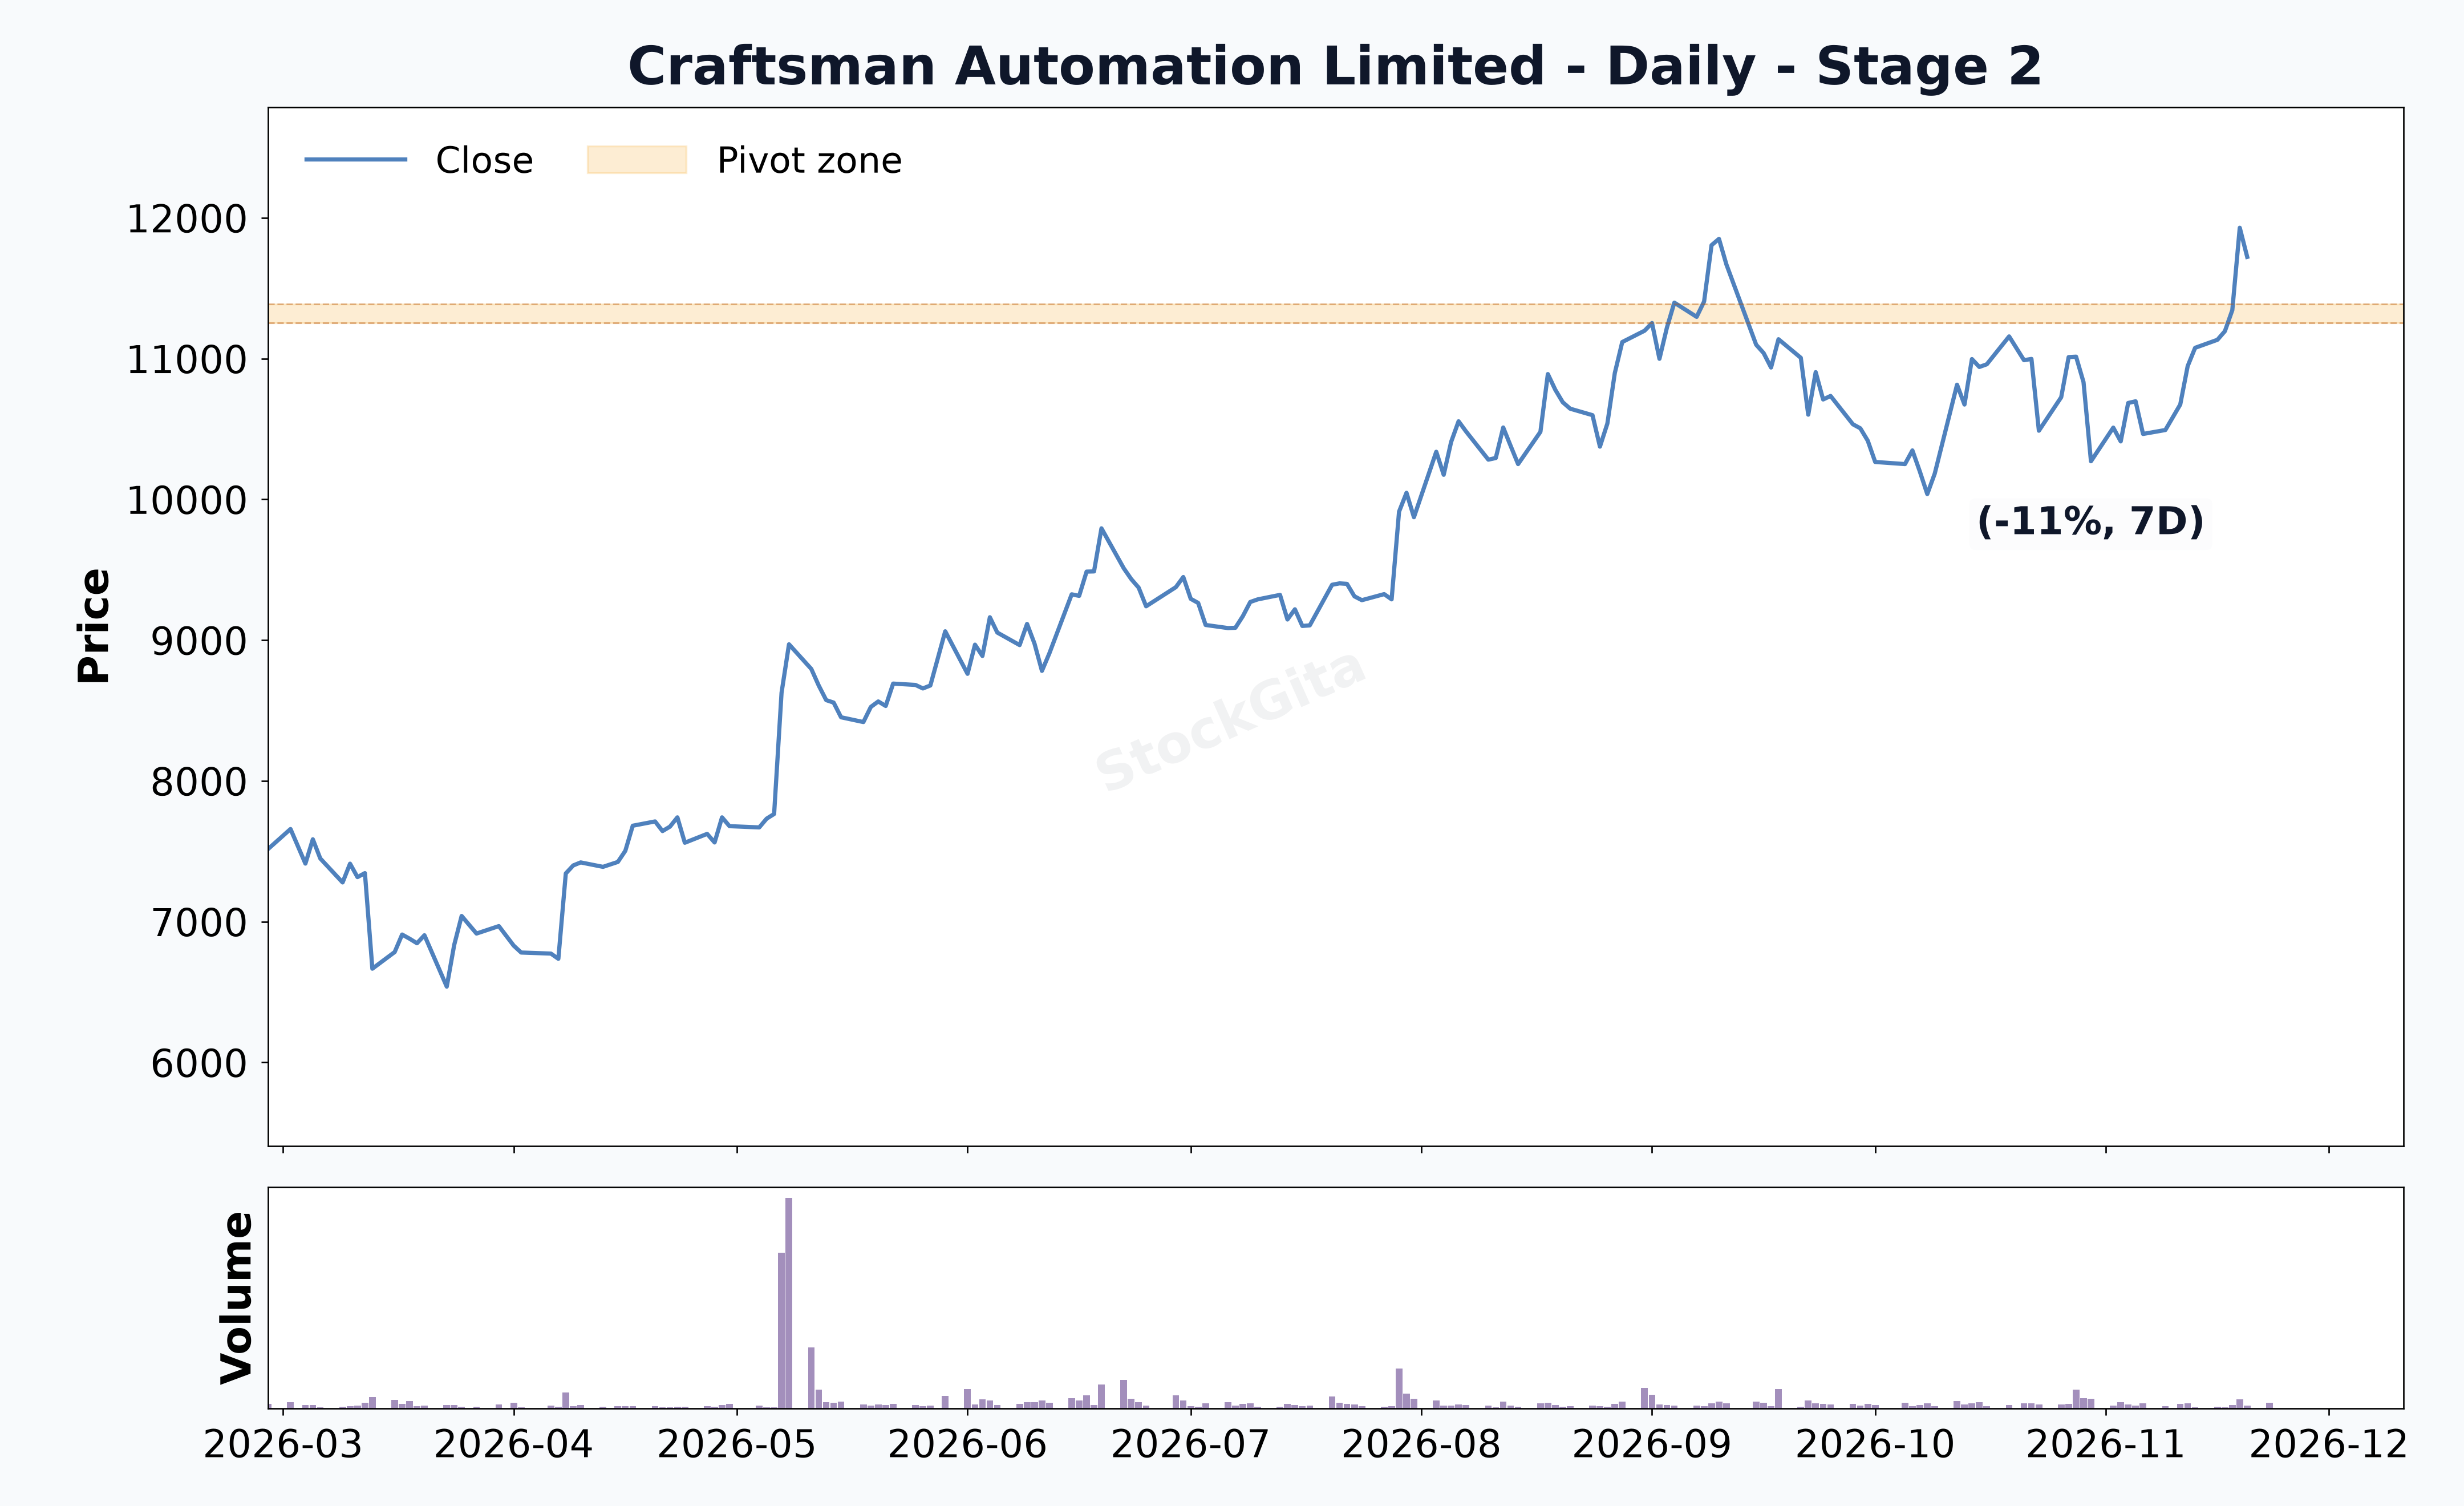 Craftsman Automation Limited - Daily - Stage 2
Close
Pivot zone
12000
11000
10000
9000
8000
7000
6000
Price
(-11%, 7D)
StockGita
Volume
2026-03
2026-04
2026-05
2026-06
2026-07
2026-08
2026-09
2026-10
2026-11
2026-12